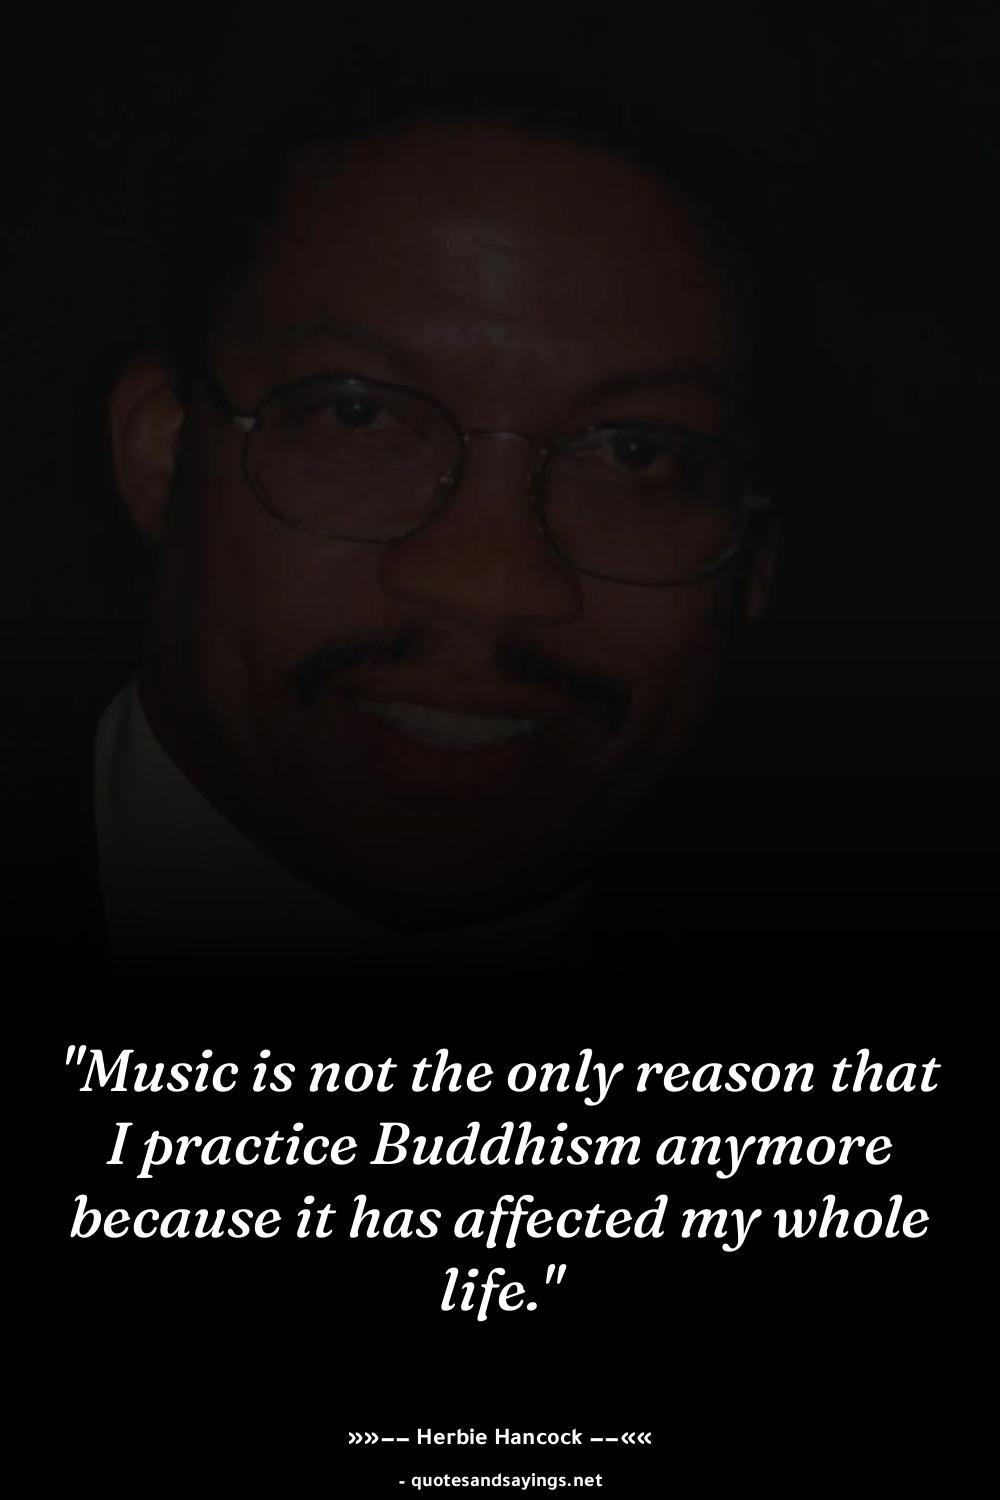 "Music is not the only reason that
I practice Buddhism anymore
because it has affected my whole
life."
»»–– Herbie Hancock ––««
- quotesandsayings.net